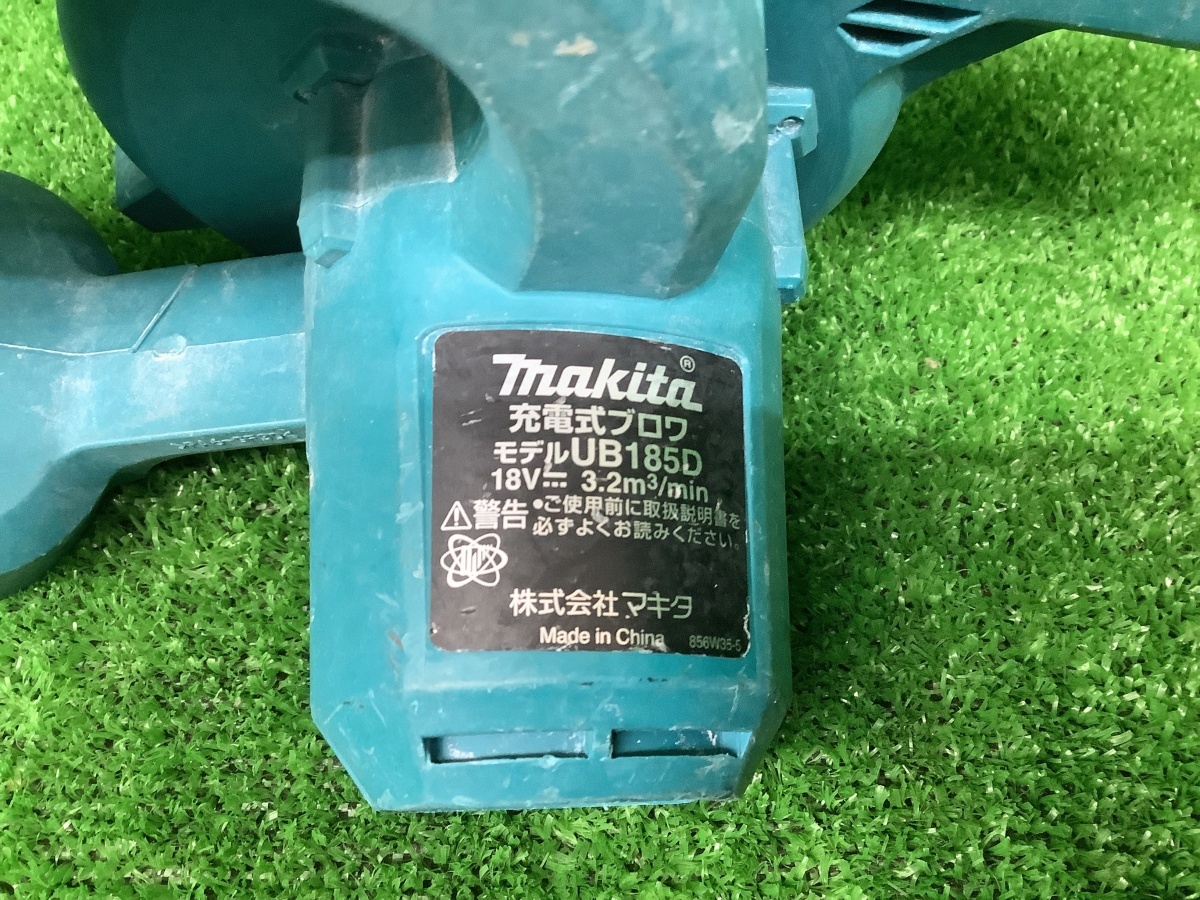 makita®
充電式ブロワ
モデルUB185D
18V⎓ 3.2m³/min
⚠警告 •ご使用前に取扱説明書を
必ずよくお読みください。
株式会社マキタ
Made in China 856W35-5